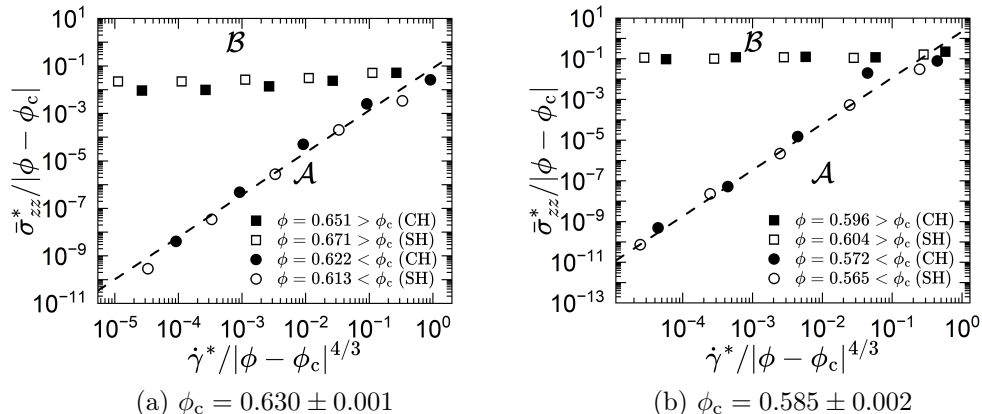 10^1
10^-1
10^-3
10^-5
10^-7
10^-9
10^-11
σ̄*_zz/|ϕ − ϕ_c|
ℬ
𝒜
ϕ = 0.651 > ϕ_c (CH)
ϕ = 0.671 > ϕ_c (SH)
ϕ = 0.622 < ϕ_c (CH)
ϕ = 0.613 < ϕ_c (SH)
10^-5 10^-4 10^-3 10^-2 10^-1 10^0
γ̇*/|ϕ − ϕ_c|^4/3
(a) ϕ_c = 0.630 ± 0.001
10^1
10^-1
10^-3
10^-5
10^-7
10^-9
10^-11
10^-13
σ̄*_zz/|ϕ − ϕ_c|
ℬ
𝒜
ϕ = 0.596 > ϕ_c (CH)
ϕ = 0.604 > ϕ_c (SH)
ϕ = 0.572 < ϕ_c (CH)
ϕ = 0.565 < ϕ_c (SH)
10^-4 10^-3 10^-2 10^-1 10^0
γ̇*/|ϕ − ϕ_c|^4/3
(b) ϕ_c = 0.585 ± 0.002